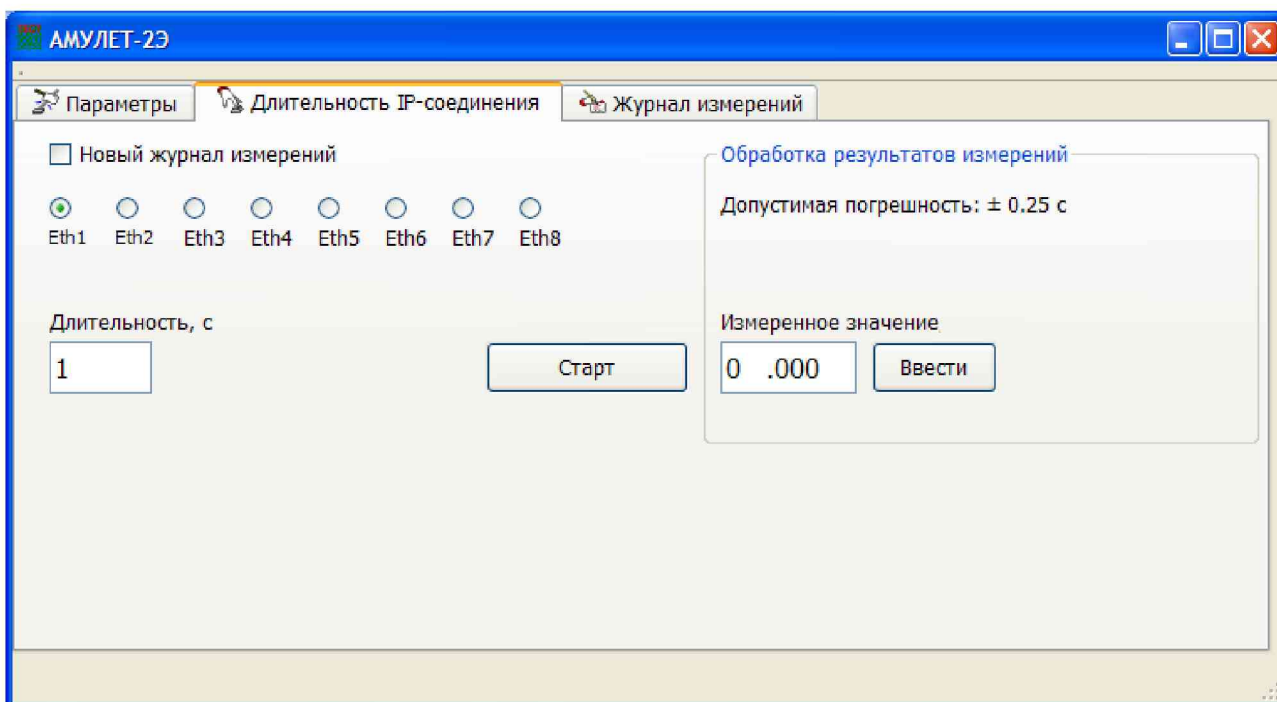 АМУЛЕТ-2Э
Параметры
Длительность IP-соединения
Журнал измерений
Новый журнал измерений
Eth1 Eth2 Eth3 Eth4 Eth5 Eth6 Eth7 Eth8
Длительность, с
1
Старт
Обработка результатов измерений
Допустимая погрешность: ± 0.25 с
Измеренное значение
0 .000
Ввести